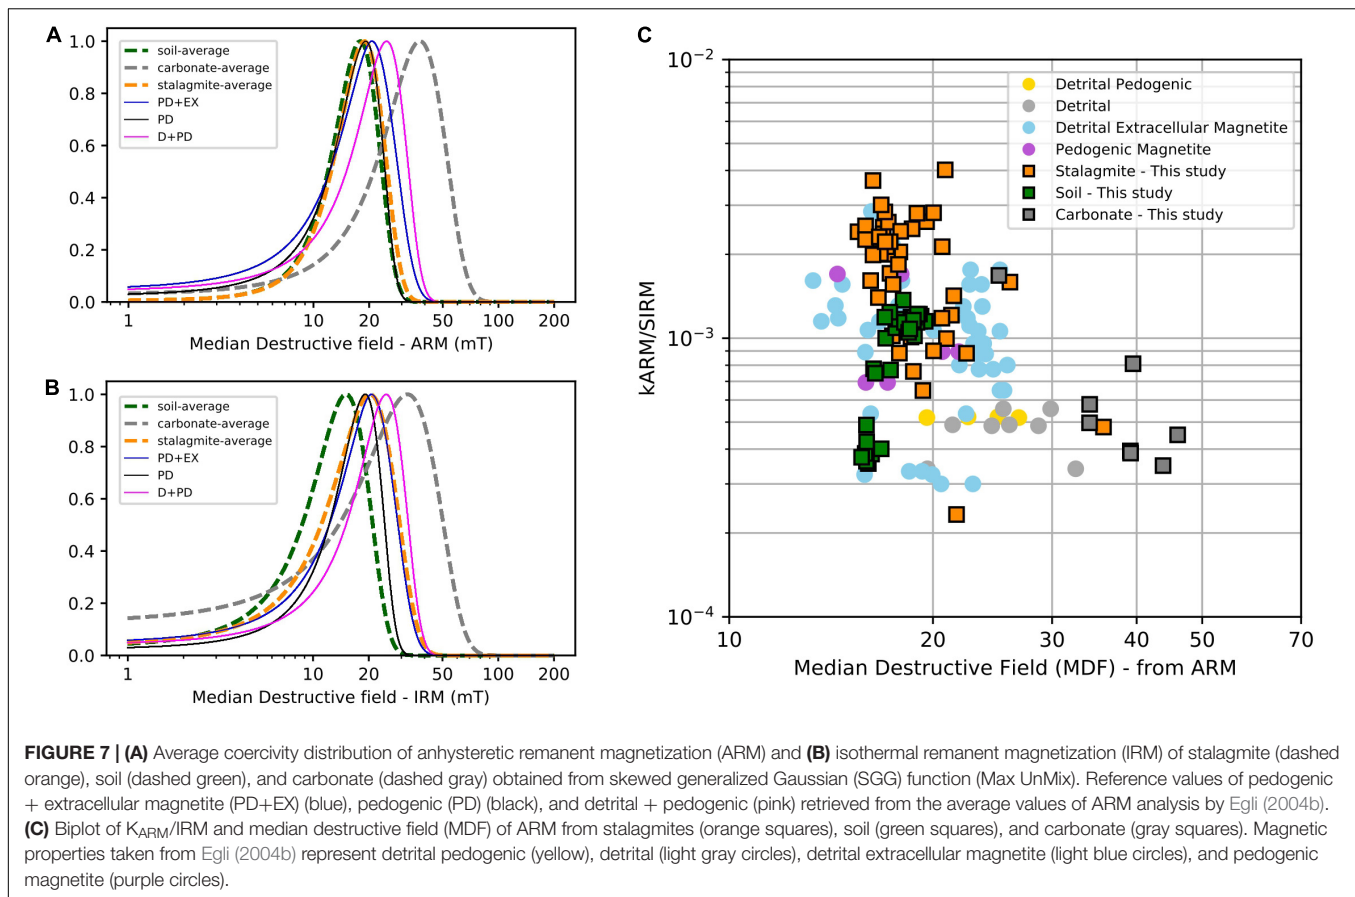 A
1.0
0.8
0.6
0.4
0.2
0.0
soil-average
carbonate-average
stalagmite-average
PD+EX
PD
D+PD
1 10 20 50 100 200
Median Destructive field - ARM (mT)
B
1.0
0.8
0.6
0.4
0.2
0.0
soil-average
carbonate-average
stalagmite-average
PD+EX
PD
D+PD
1 10 20 50 100 200
Median Destructive field - IRM (mT)
C
kARM/SIRM
10⁻²
10⁻³
10⁻⁴
Detrital Pedogenic
Detrital
Detrital Extracellular Magnetite
Pedogenic Magnetite
Stalagmite - This study
Soil - This study
Carbonate - This study
10 20 30 40 50 70
Median Destructive Field (MDF) - from ARM
FIGURE 7 | (A) Average coercivity distribution of anhysteretic remanent magnetization (ARM) and (B) isothermal remanent magnetization (IRM) of stalagmite (dashed
orange), soil (dashed green), and carbonate (dashed gray) obtained from skewed generalized Gaussian (SGG) function (Max UnMix). Reference values of pedogenic
+ extracellular magnetite (PD+EX) (blue), pedogenic (PD) (black), and detrital + pedogenic (pink) retrieved from the average values of ARM analysis by Egli (2004b).
(C) Biplot of KARM/IRM and median destructive field (MDF) of ARM from stalagmites (orange squares), soil (green squares), and carbonate (gray squares). Magnetic
properties taken from Egli (2004b) represent detrital pedogenic (yellow), detrital (light gray circles), detrital extracellular magnetite (light blue circles), and pedogenic
magnetite (purple circles).